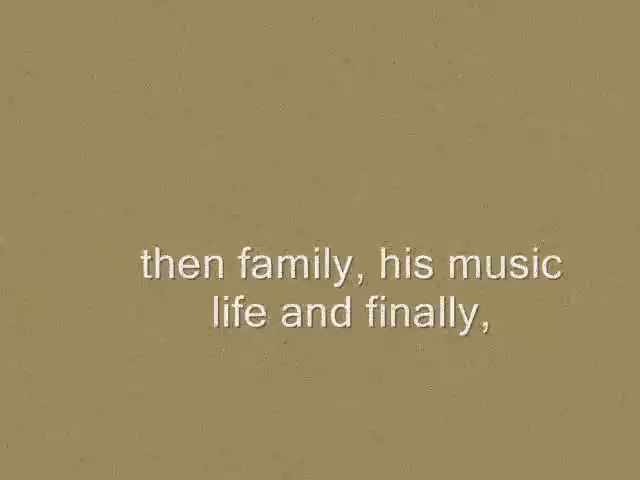 then family, his music
life and finally,